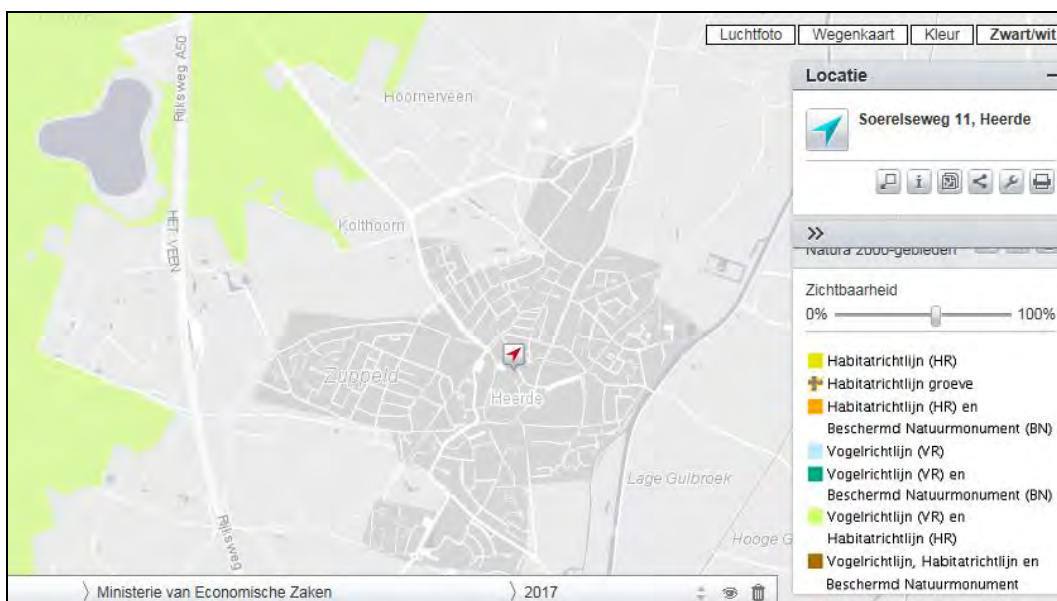 Luchtfoto
Wegenkaart
Kleur
Zwart/wit
Rijksweg A50
Hoornerveen
Kolthoorn
HET VEEN
Zuppeld
Heerde
Lage Gulbroek
Hooge G
Rijksweg
Locatie
Soerelseweg 11, Heerde
Natura 2000-gebieden
Zichtbaarheid
0% 100%
Habitatrichtlijn (HR)
Habitatrichtlijn groeve
Habitatrichtlijn (HR) en
Beschermd Natuurmonument (BN)
Vogelrichtlijn (VR)
Vogelrichtlijn (VR) en
Beschermd Natuurmonument (BN)
Vogelrichtlijn (VR) en
Habitatrichtlijn (HR)
Vogelrichtlijn, Habitatrichtlijn en
Beschermd Natuurmonument
Ministerie van Economische Zaken
2017